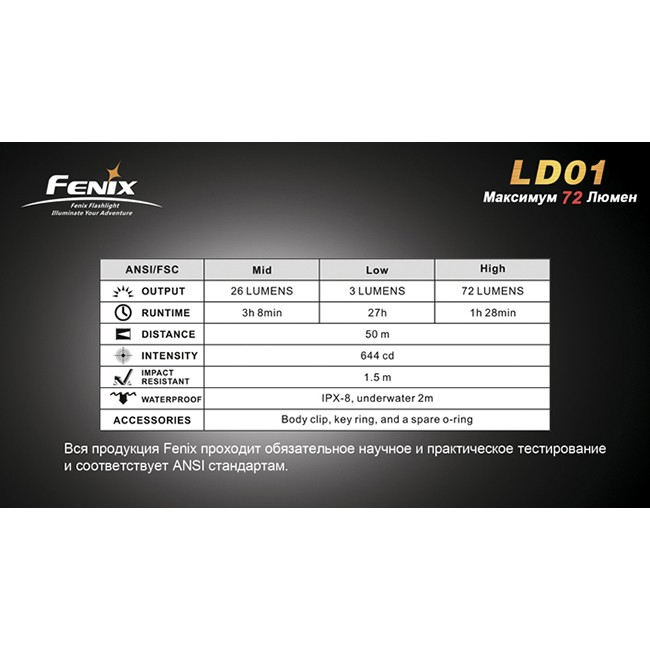 FENIX
Fenix Flashlight
Illuminate Your Adventure
LD01
Максимум 72 Люмен
ANSI/FSC Mid Low High
OUTPUT 26 LUMENS 3 LUMENS 72 LUMENS
RUNTIME 3h 8min 27h 1h 28min
DISTANCE 50 m
INTENSITY 644 cd
IMPACT
RESISTANT 1.5 m
WATERPROOF IPX-8, underwater 2m
ACCESSORIES Body clip, key ring, and a spare o-ring
Вся продукция Fenix проходит обязательное научное и практическое тестирование
и соответствует ANSI стандартам.